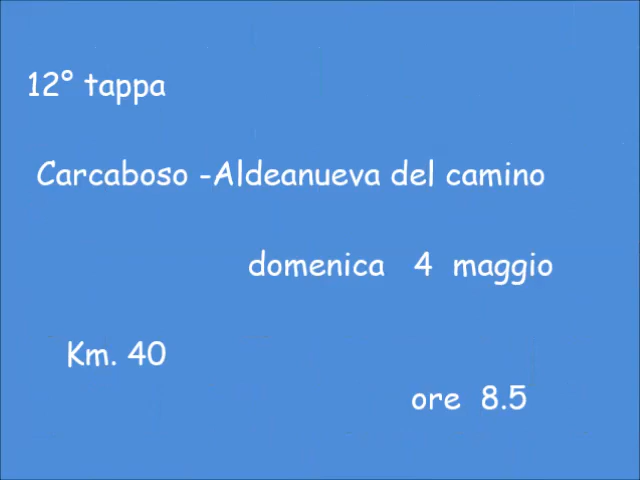 12° tappa
Carcaboso -Aldeanueva del camino
domenica 4 maggio
Km. 40
ore 8.5